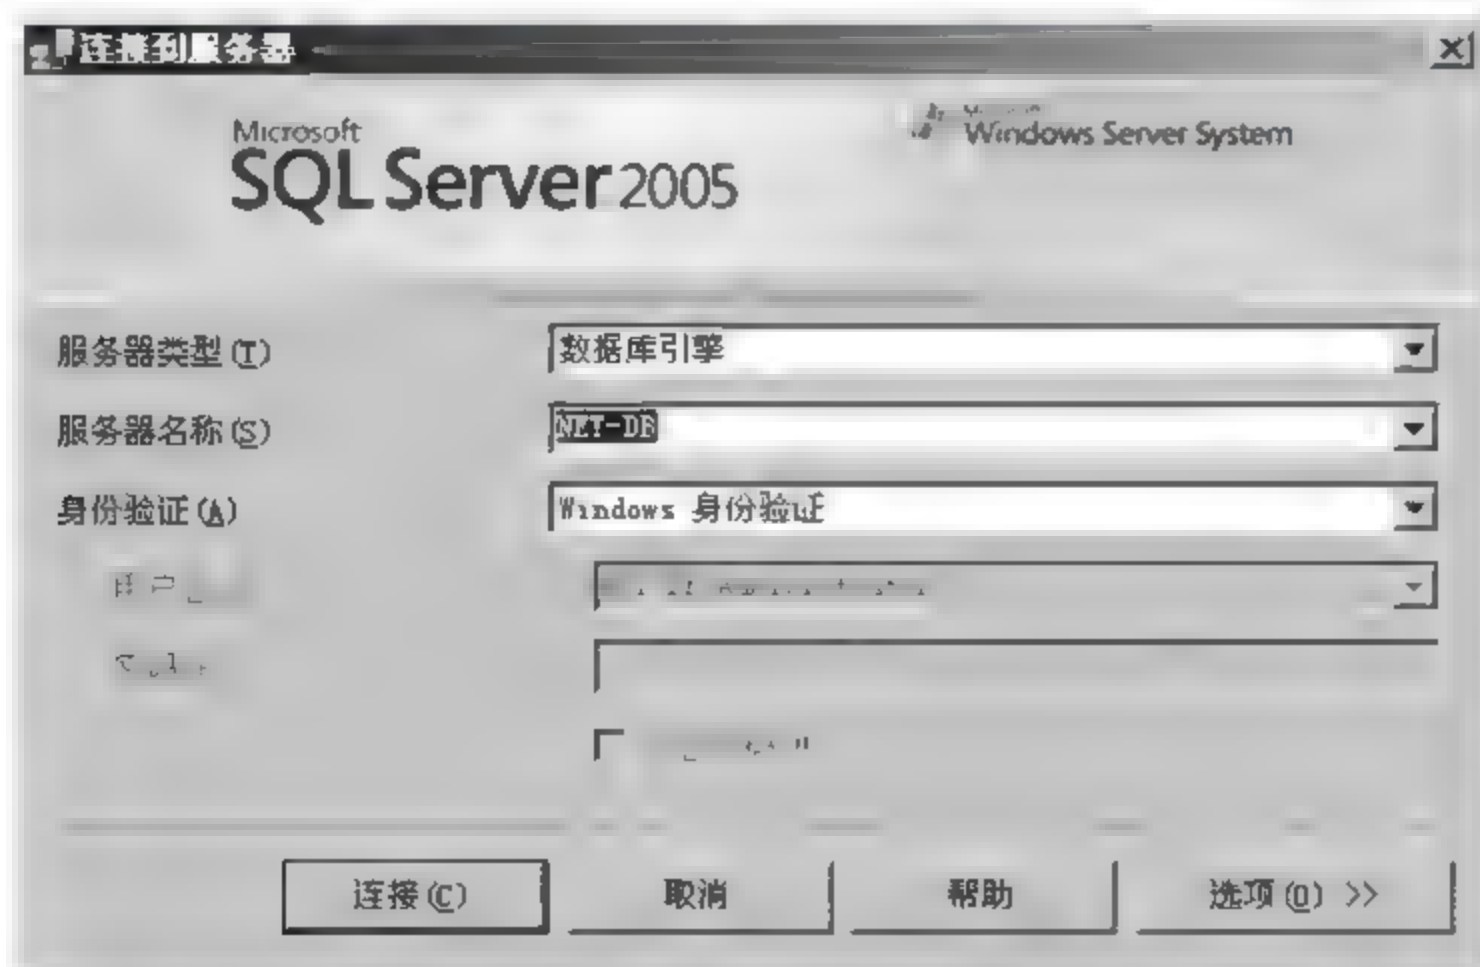 连接到服务器
Microsoft
SQL Server 2005
Windows Server System
服务器类型(T)
数据库引擎
服务器名称(S)
NET-DB
身份验证(A)
Windows 身份验证
连接(C)
取消
帮助
选项(O) >>